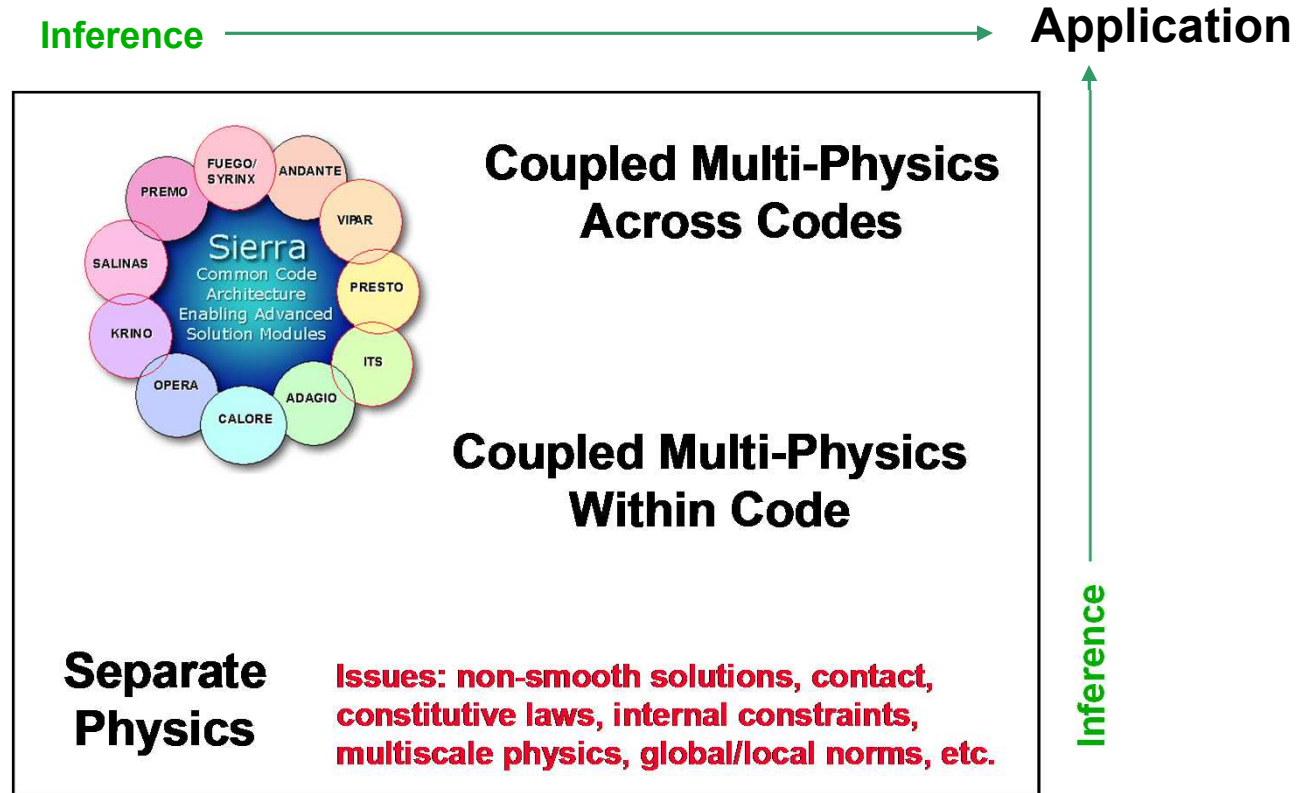 Inference
Application
FUEGO/
SYRINX
ANDANTE
PREMO
VIPAR
SALINAS
PRESTO
KRINO
ITS
OPERA
ADAGIO
CALORE
Sierra
Common Code
Architecture
Enabling Advanced
Solution Modules
Coupled Multi-Physics
Across Codes
Coupled Multi-Physics
Within Code
Separate
Physics
Issues: non-smooth solutions, contact,
constitutive laws, internal constraints,
multiscale physics, global/local norms, etc.
Inference